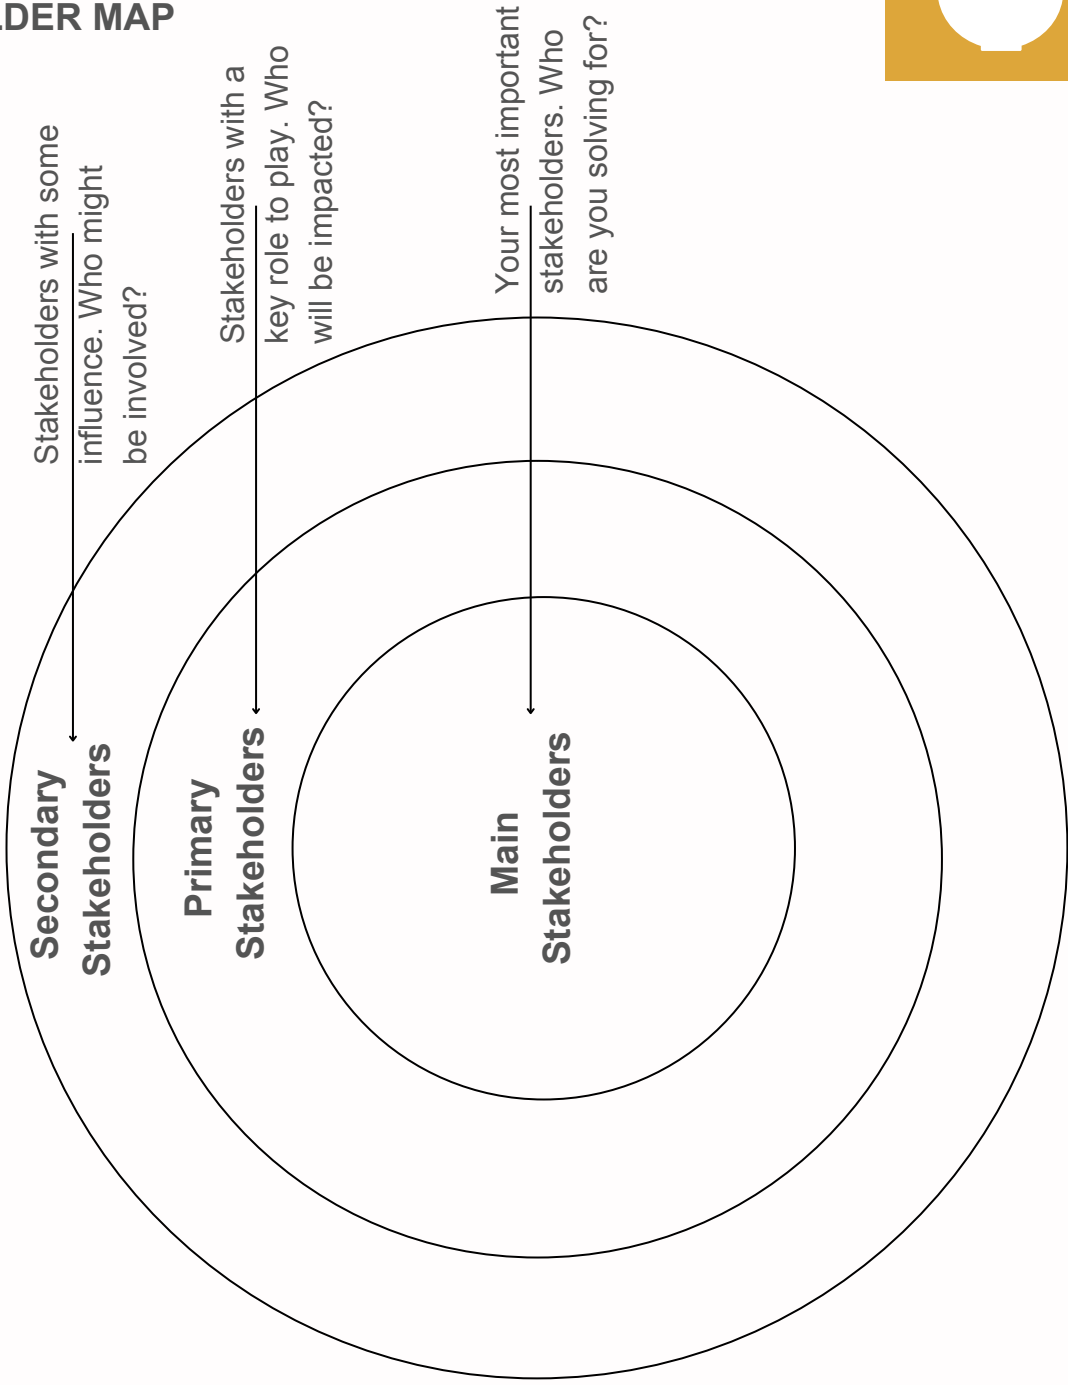 LDER MAP
Stakeholders with some
influence. Who might
be involved?
Stakeholders with a
key role to play. Who
will be impacted?
Your most important
stakeholders. Who
are you solving for?
Secondary
Stakeholders
Primary
Stakeholders
Main
Stakeholders